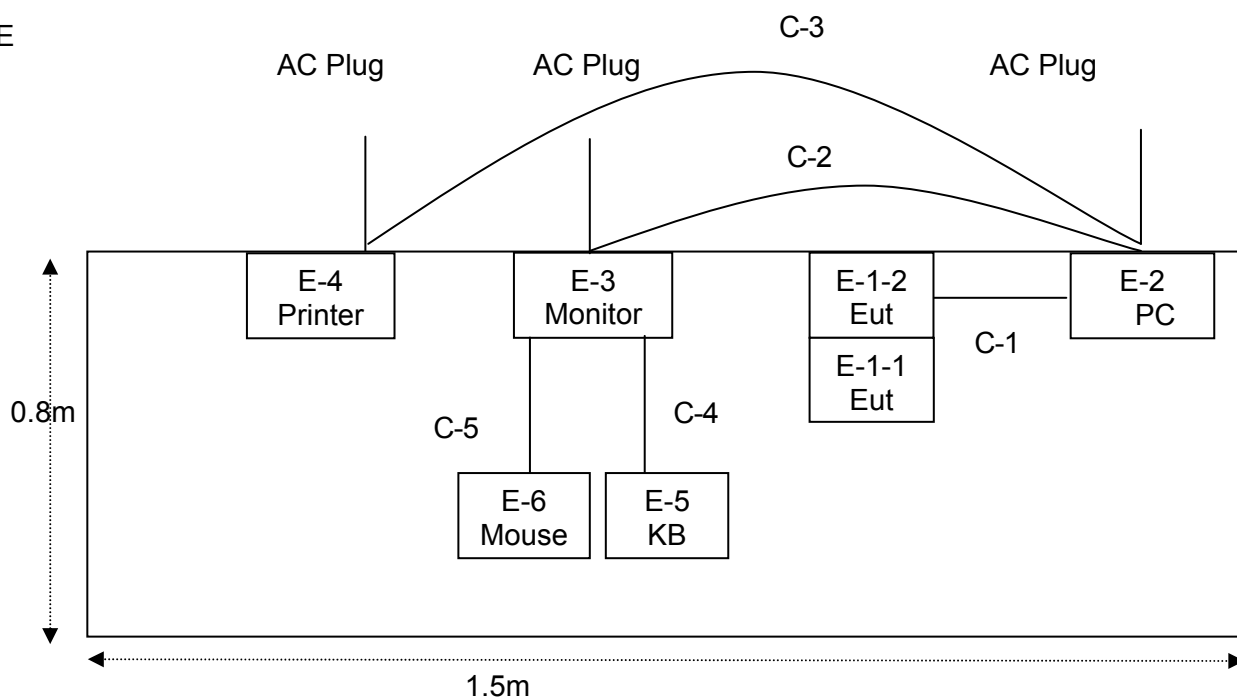 E
C-3
AC Plug
AC Plug
AC Plug
C-2
E-4
Printer
E-3
Monitor
E-1-2
Eut
E-2
PC
C-1
E-1-1
Eut
0.8m
C-5
C-4
E-6
Mouse
E-5
KB
1.5m